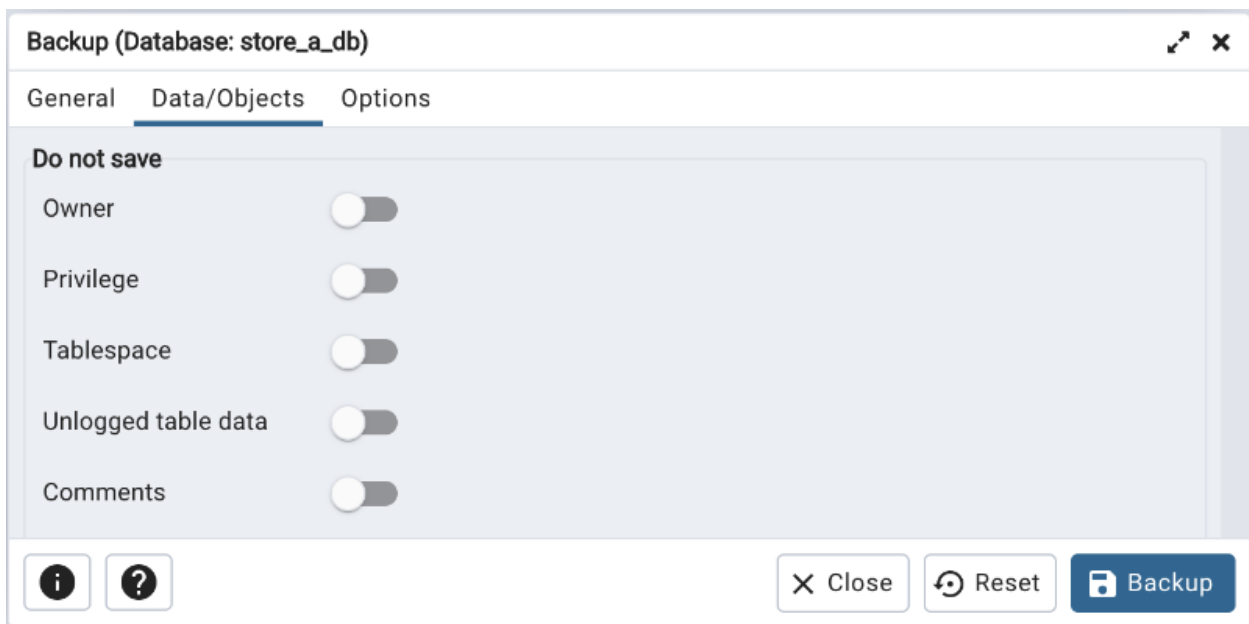 Backup (Database: store_a_db)
General Data/Objects Options
Do not save
Owner
Privilege
Tablespace
Unlogged table data
Comments
Close Reset Backup